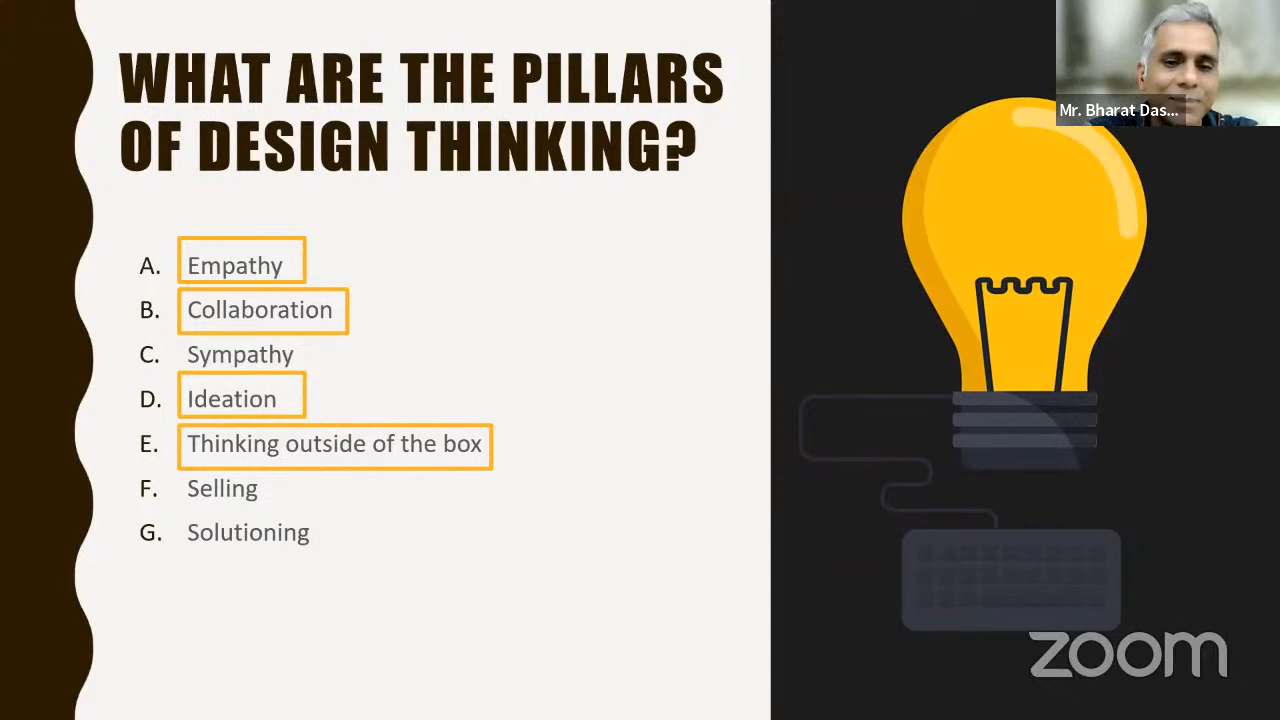 WHAT ARE THE PILLARS
OF DESIGN THINKING?
A. Empathy
B. Collaboration
C. Sympathy
D. Ideation
E. Thinking outside of the box
F. Selling
G. Solutioning
Mr. Bharat Das...
zoom